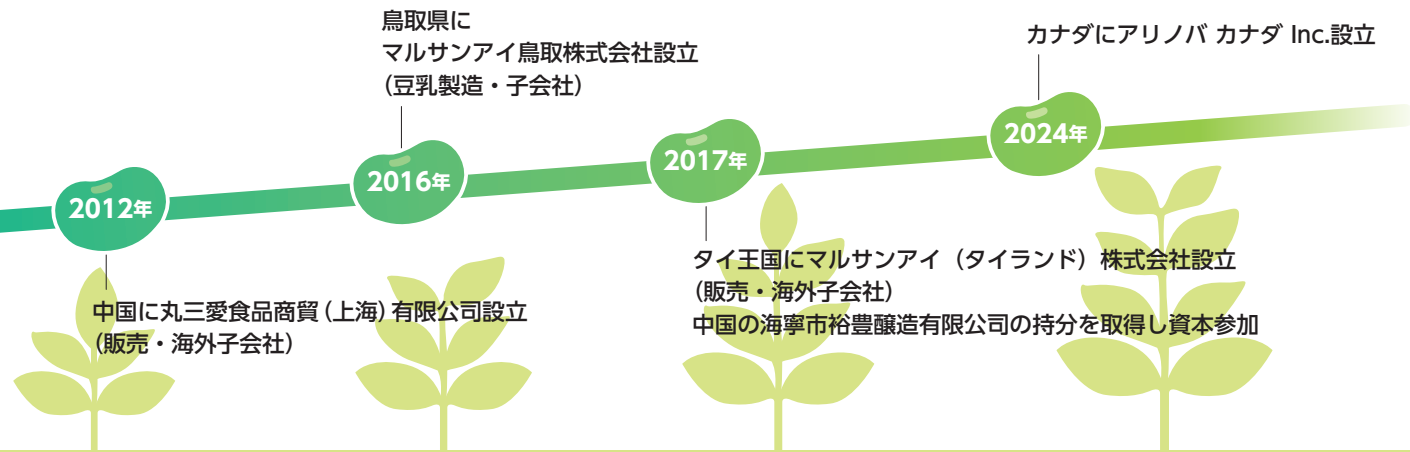 2012年
中国に丸三愛食品商貿（上海）有限公司設立
（販売・海外子会社）
鳥取県に
マルサンアイ鳥取株式会社設立
（豆乳製造・子会社）
2016年
2017年
タイ王国にマルサンアイ（タイランド）株式会社設立
（販売・海外子会社）
中国の海寧市裕豊醸造有限公司の持分を取得し資本参加
カナダにアリノバ カナダ Inc.設立
2024年